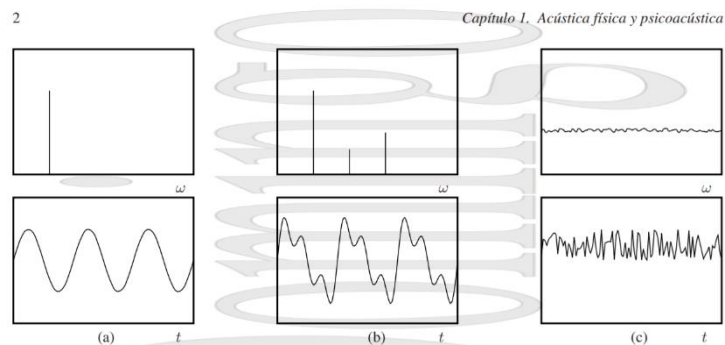 2 Capítulo 1. Acústica física y psicoacústica
ω ω ω
(a) t (b) t (c) t